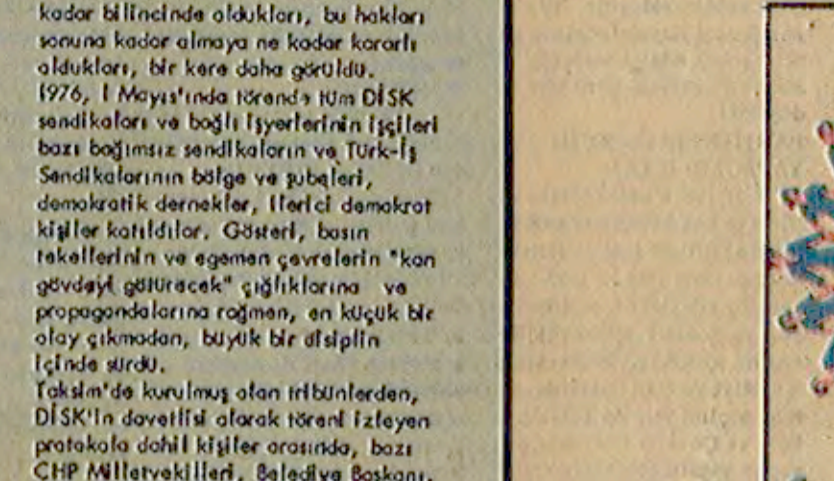 kadar bilincinde oldukları, bu hakları
sonuna kadar almaya ne kadar kararlı
oldukları, bir kere daha görüldü.
1976, 1 Mayıs'ında törende tüm DİSK
sendikaları ve bağlı işyerlerinin işçileri
bazı bağımsız sendikaların ve Türk-İş
Sendikalarının bölge ve şubeleri,
demokratik dernekler, ilerici demokrat
kişiler katıldılar. Gösteri, basın
tekellerinin ve egemen çevrelerin "kan
gövdeyi götürecek" çığlıklarına ve
propagandalarına rağmen, en küçük bir
olay çıkmadan, büyük bir disiplin
içinde sürdü.
Taksim'de kurulmuş olan tribünlerden,
DİSK'in davetlisi olarak töreni izleyen
protokola dahil kişiler arasında, bazı
CHP Milletvekilleri, Belediye Başkanı,